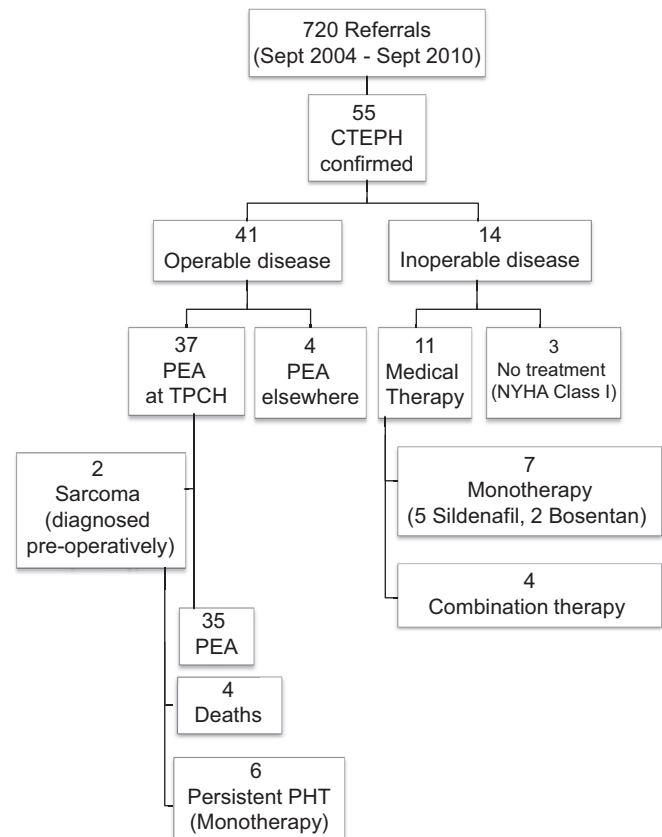 720 Referrals
(Sept 2004 - Sept 2010)
55
CTEPH
confirmed
41
Operable disease
14
Inoperable disease
37
PEA
at TPCH
4
PEA
elsewhere
11
Medical
Therapy
3
No treatment
(NYHA Class I)
2
Sarcoma
(diagnosed
pre-operatively)
7
Monotherapy
(5 Sildenafil, 2 Bosentan)
4
Combination therapy
35
PEA
4
Deaths
6
Persistent PHT
(Monotherapy)